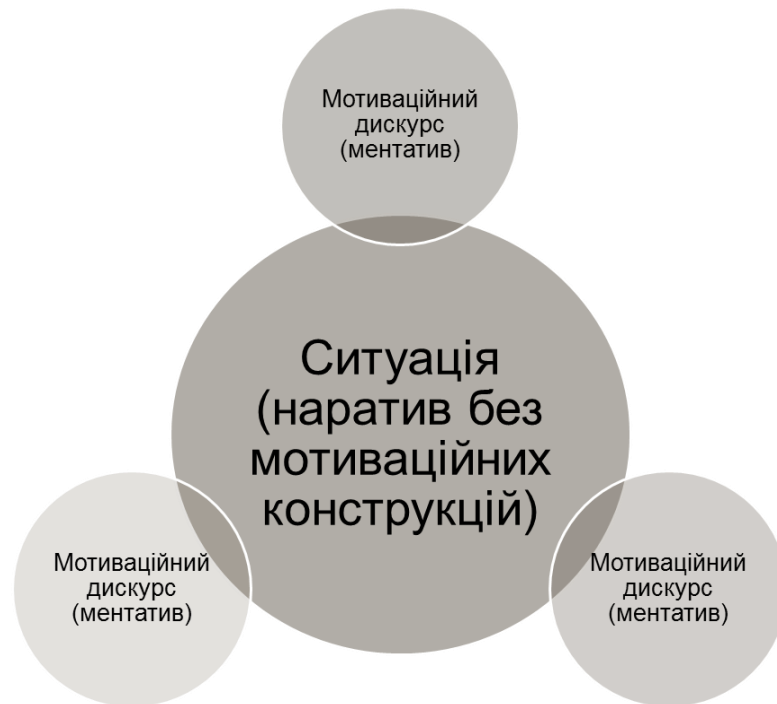 Мотиваційний
дискурс
(ментатив)
Ситуація
(наратив без
мотиваційних
конструкцій)
Мотиваційний
дискурс
(ментатив)
Мотиваційний
дискурс
(ментатив)